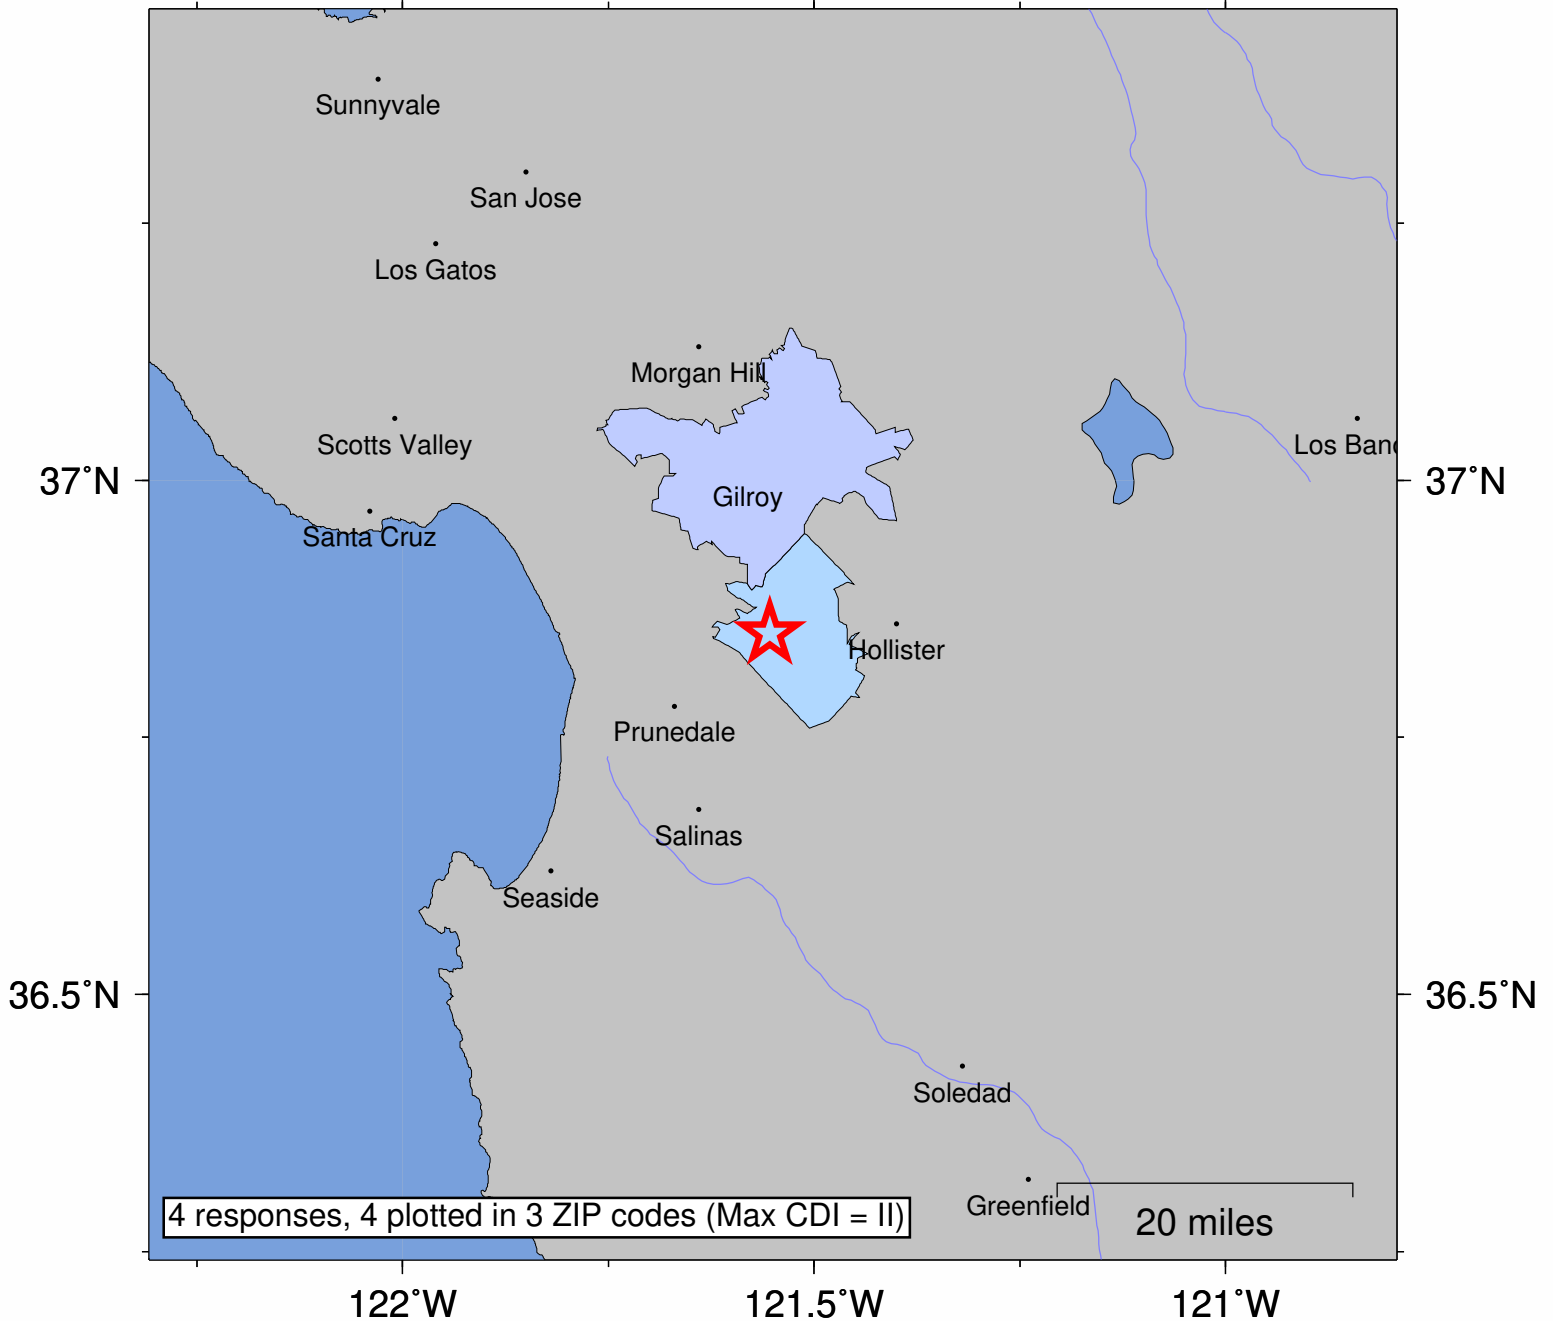 Sunnyvale
San Jose
Los Gatos
Morgan Hill
Scotts Valley
Los Banc
37°N
37°N
Gilroy
Santa Cruz
Hollister
Prunedale
Salinas
Seaside
36.5°N
36.5°N
Soledad
Greenfield
4 responses, 4 plotted in 3 ZIP codes (Max CDI = II)
20 miles
122°W
121.5°W
121°W